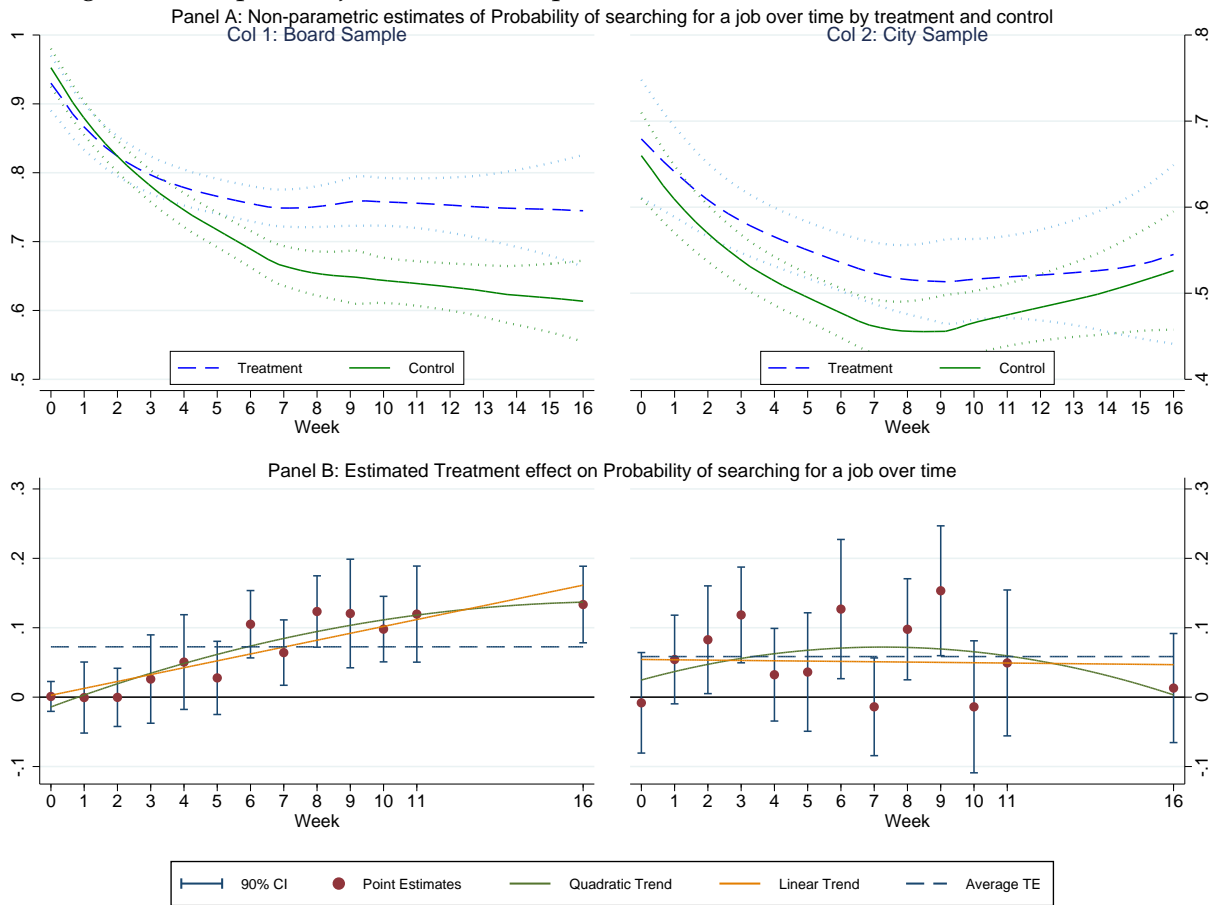 Panel A: Non-parametric estimates of Probability of searching for a job over time by treatment and control
Col 1: Board Sample
Col 2: City Sample
1
.9
.8
.7
.6
.5
.8
.7
.6
.5
.4
Treatment Control
Treatment Control
0 1 2 3 4 5 6 7 8 9 10 11 12 13 14 15 16
Week
0 1 2 3 4 5 6 7 8 9 10 11 12 13 14 15 16
Week
Panel B: Estimated Treatment effect on Probability of searching for a job over time
.3
.2
.1
0
-.1
.3
.2
.1
0
-.1
0 1 2 3 4 5 6 7 8 9 10 11 16
Week
0 1 2 3 4 5 6 7 8 9 10 11 16
Week
90% CI Point Estimates Quadratic Trend Linear Trend Average TE